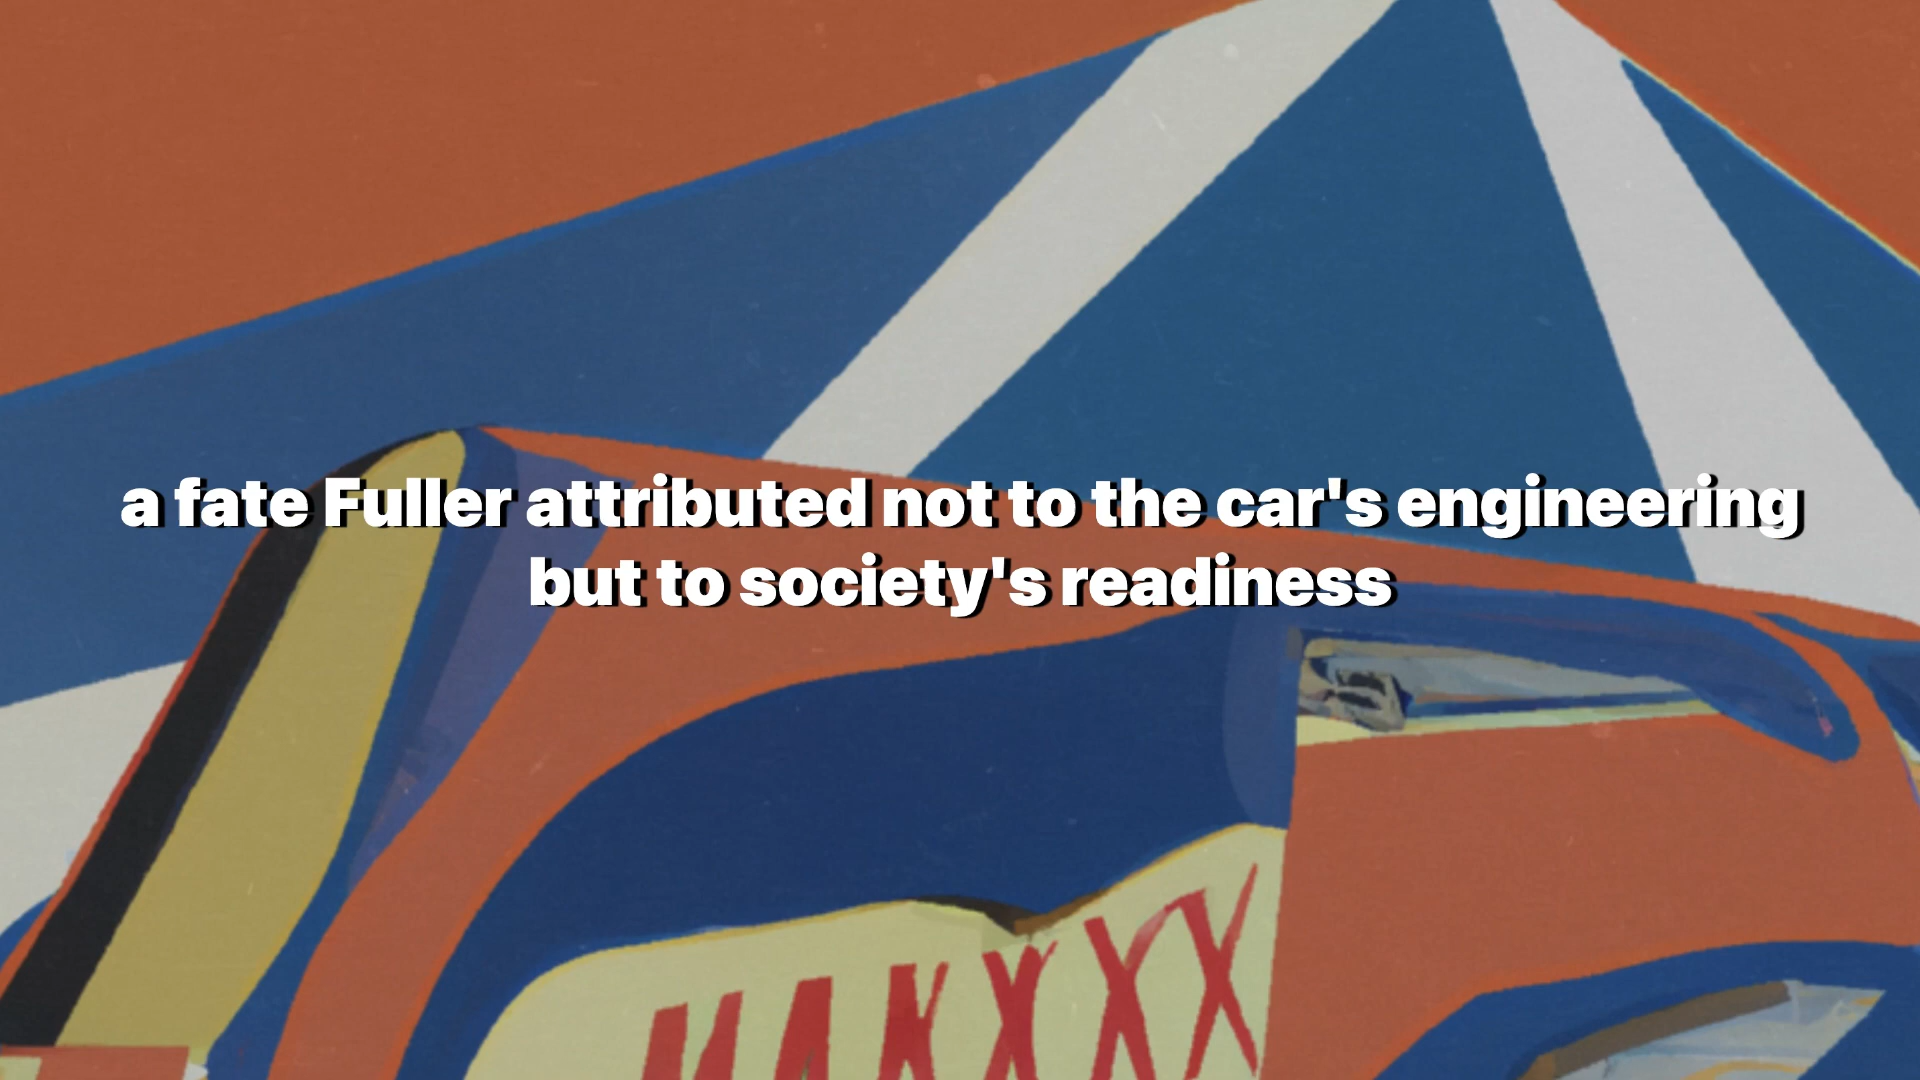 a fate Fuller attributed not to the car's engineering
but to society's readiness